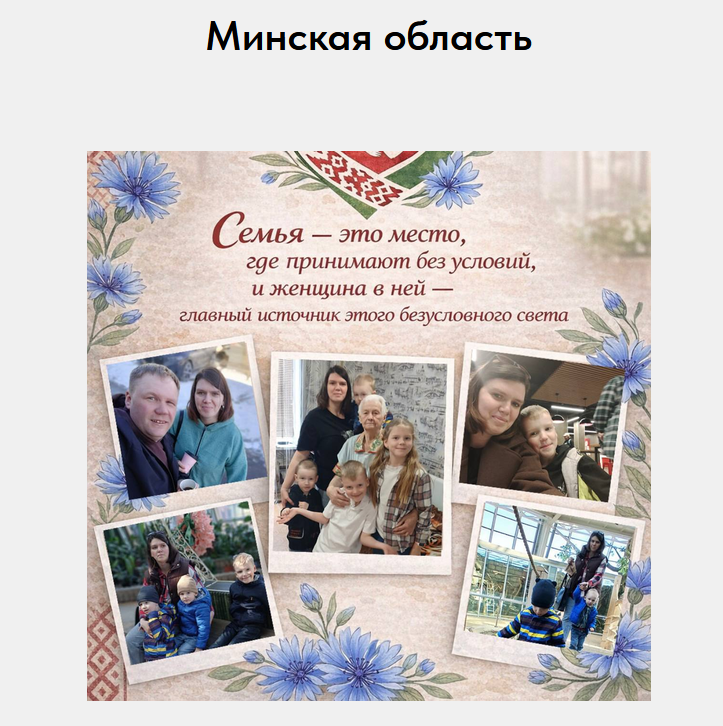 Минская область
Семья — это место,
где принимают без условий,
и женщина в ней —
главный источник этого безусловного света